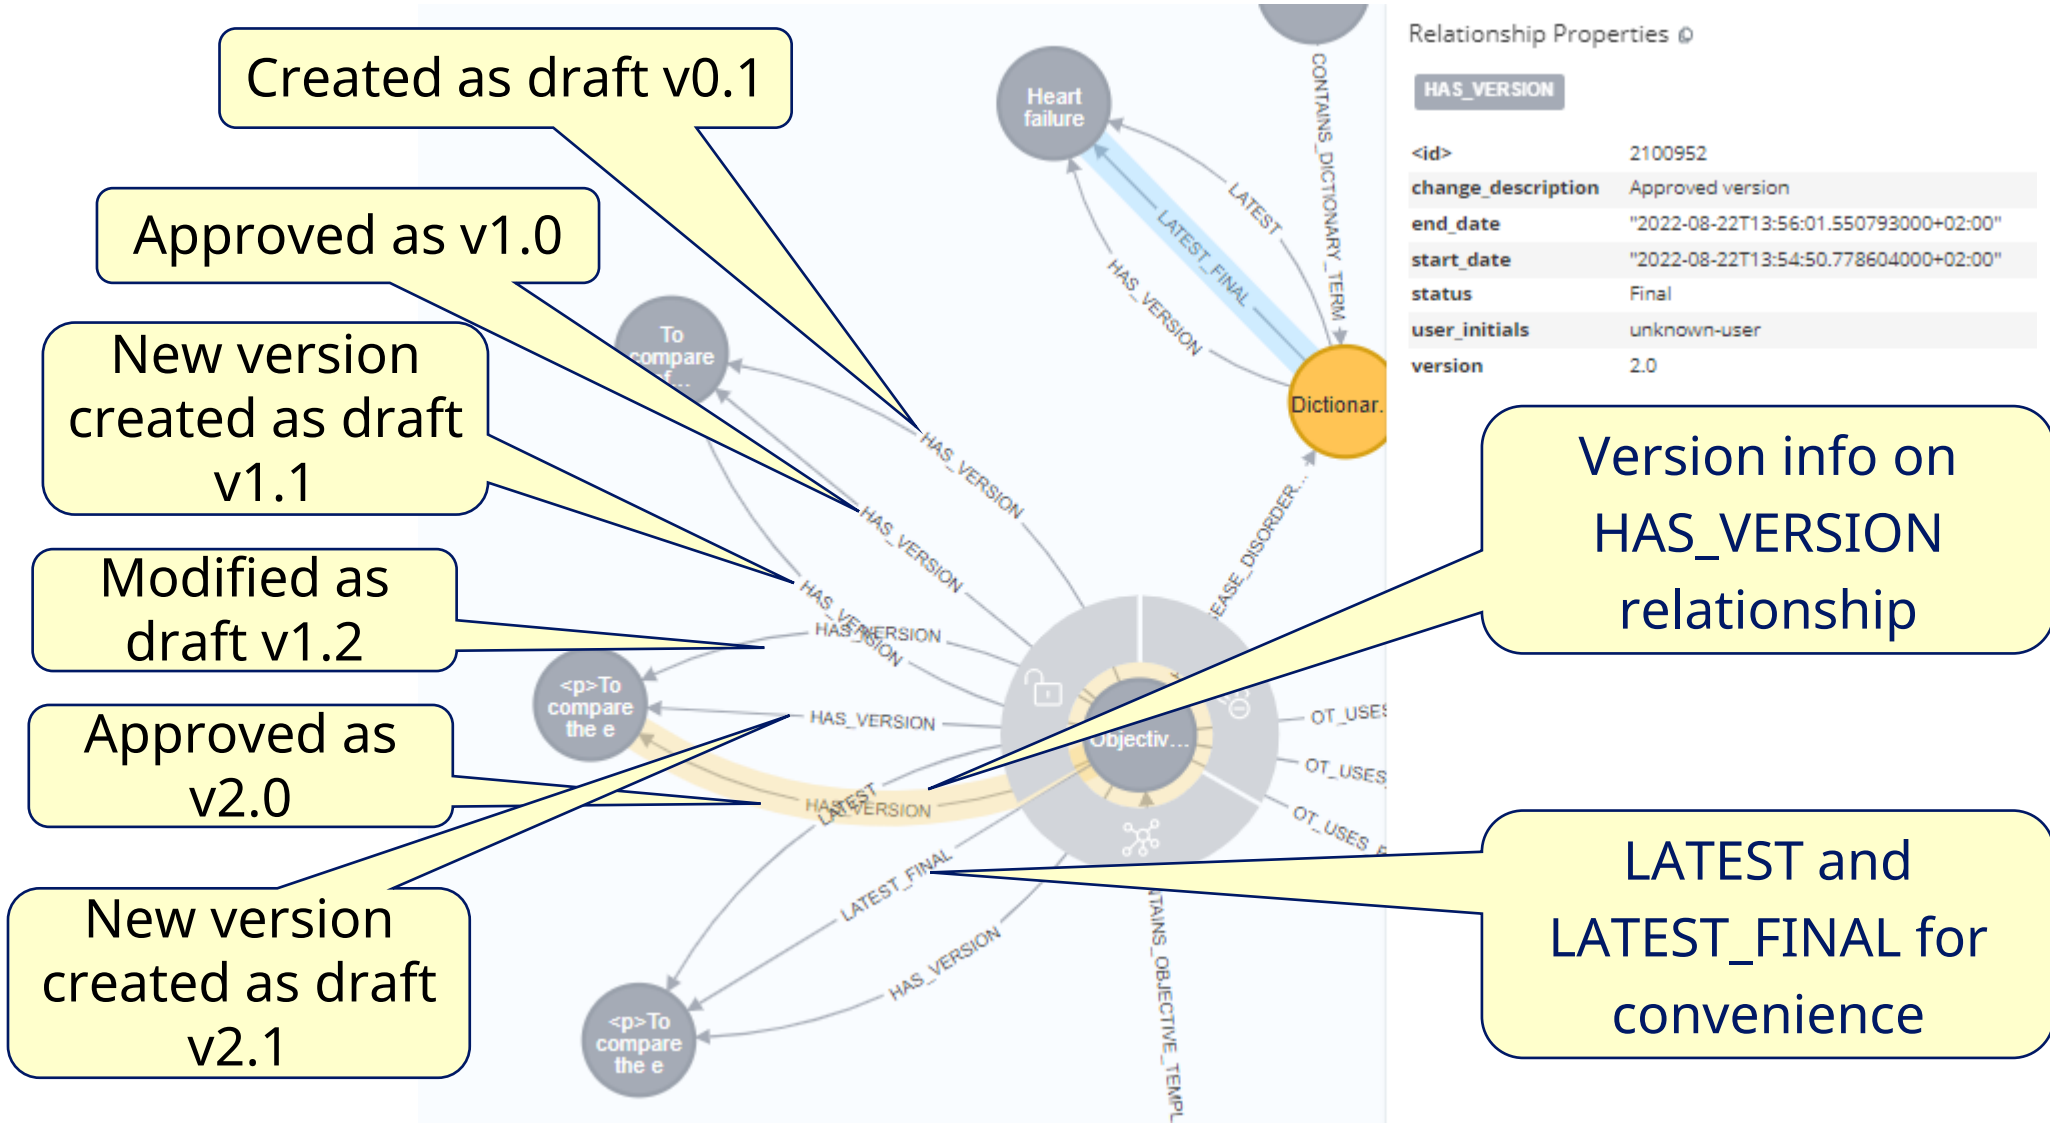 Created as draft v0.1
Approved as v1.0
New version
created as draft
v1.1
Modified as
draft v1.2
Approved as
v2.0
New version
created as draft
v2.1
Heart
failure
To
compare
<p>To
compare
the e
<p>To
compare
the e
Dictionar.
Objectiv...
CONTAINS_DICTIONARY_TERM
LATEST
LATEST_FINAL
HAS_VERSION
HAS_VERSION
HAS_VERSION
HAS_VERSION
HAS_VERSION
HAS_VERSION
HAS_VERSION
LATEST
LATEST_FINAL
HAS_VERSION
EASE_DISORDER...
OT_USES
OT_USES_
OT_USES_
NTAINS_OBJECTIVE_TEMPL
Relationship Properties
HAS_VERSION
<id> 2100952
change_description Approved version
end_date "2022-08-22T13:56:01.550793000+02:00"
start_date "2022-08-22T13:54:50.778604000+02:00"
status Final
user_initials unknown-user
version 2.0
Version info on
HAS_VERSION
relationship
LATEST and
LATEST_FINAL for
convenience